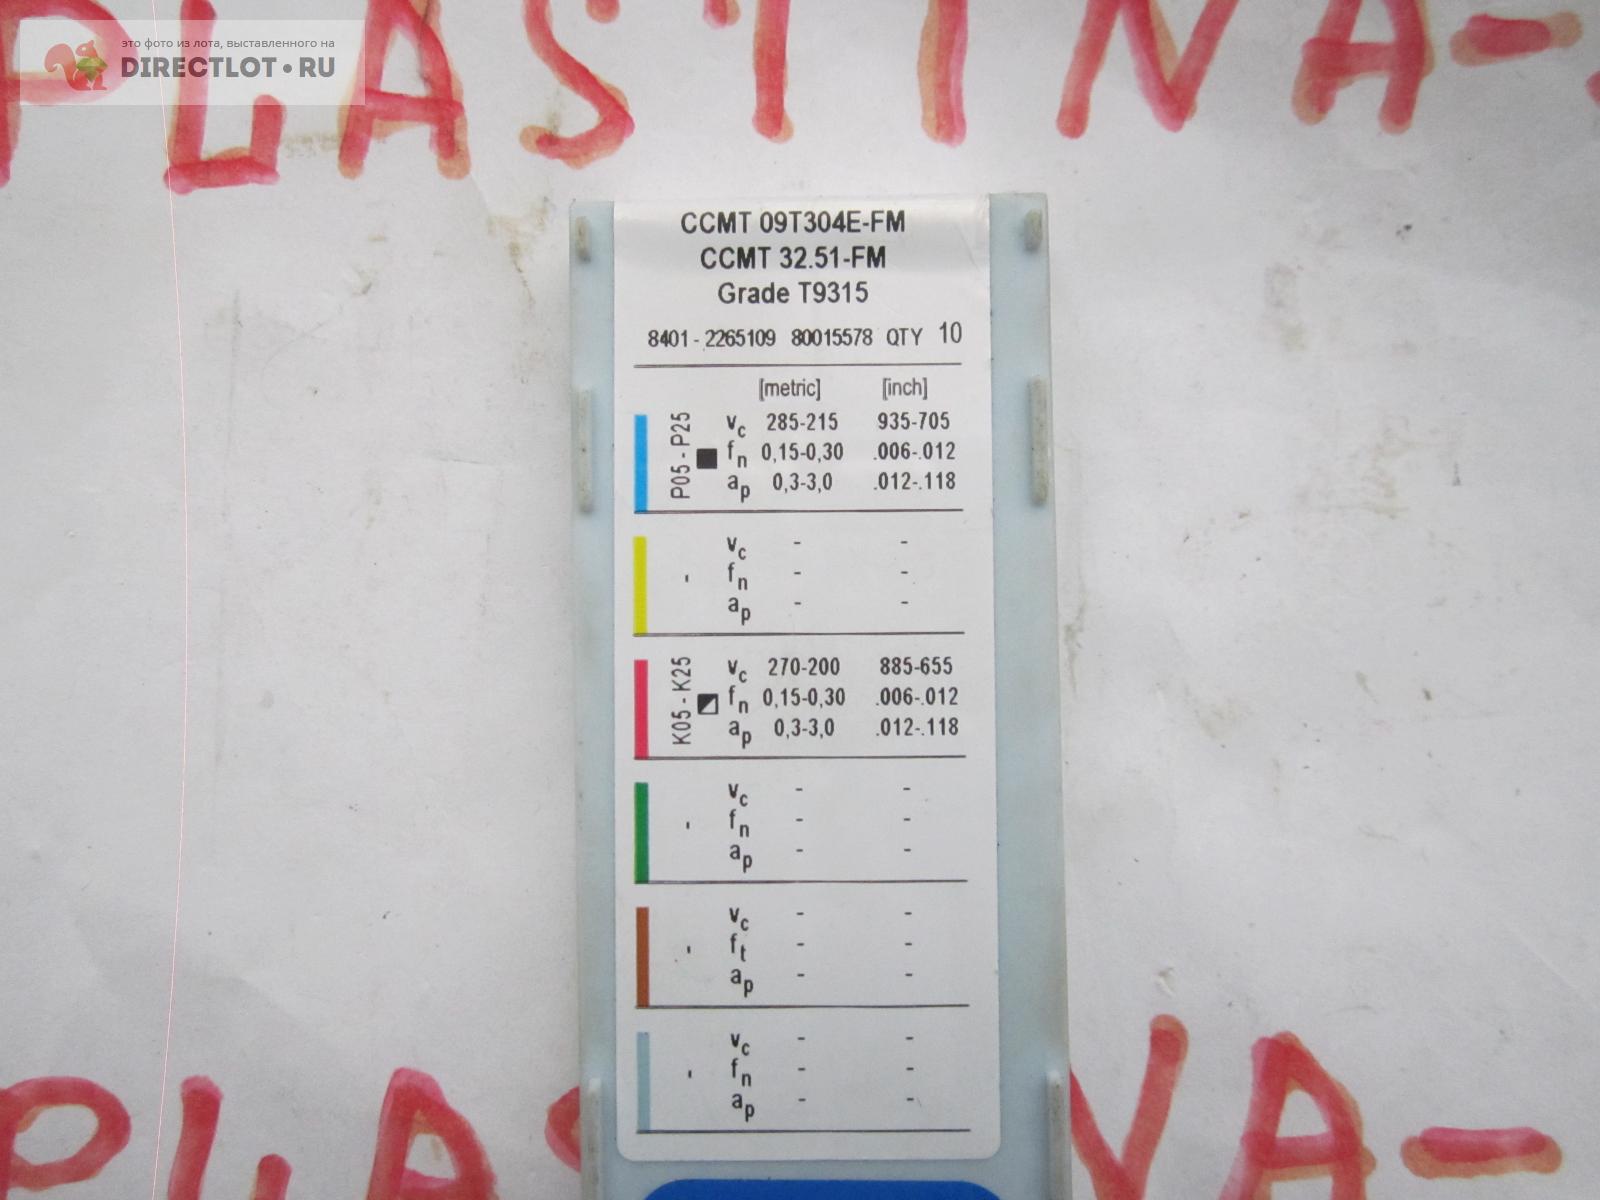 это фото из лота, выставленного на
DIRECTLOT•RU
PLASTINA-
CCMT 09T304E-FM
CCMT 32.51-FM
Grade T9315
8401 - 2265109 80015578 QTY 10
[metric] [inch]
P05 - P25
vc 285-215 935-705
fn 0,15-0,30 .006-.012
ap 0,3-3,0 .012-.118
vc - -
fn - -
ap - -
K05 - K25
vc 270-200 885-655
fn 0,15-0,30 .006-.012
ap 0,3-3,0 .012-.118
vc - -
fn - -
ap - -
vc - -
ft - -
ap - -
vc - -
fn - -
ap - -